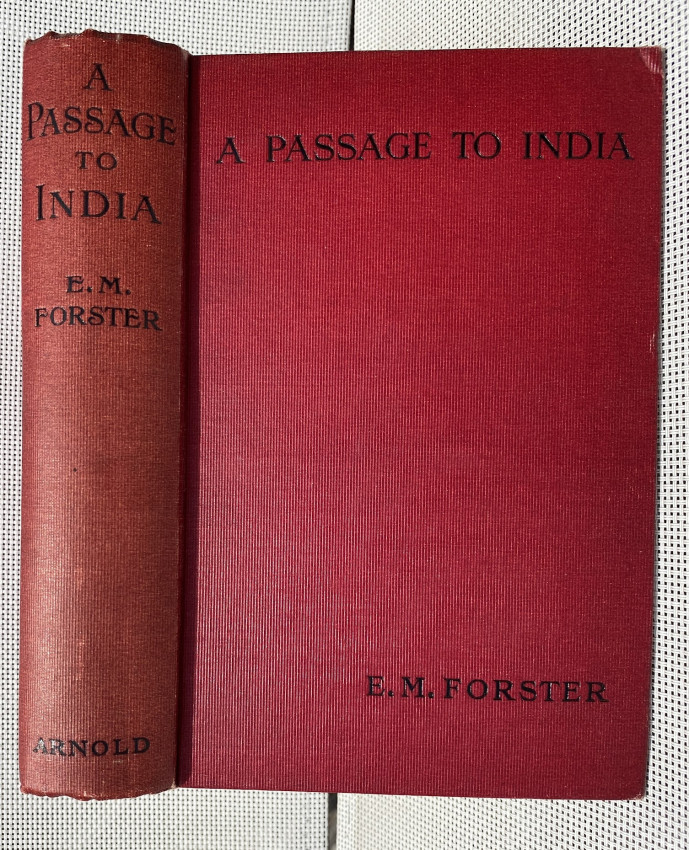 A
PASSAGE
TO
INDIA
E. M.
FORSTER
ARNOLD
A PASSAGE TO INDIA
E. M. FORSTER